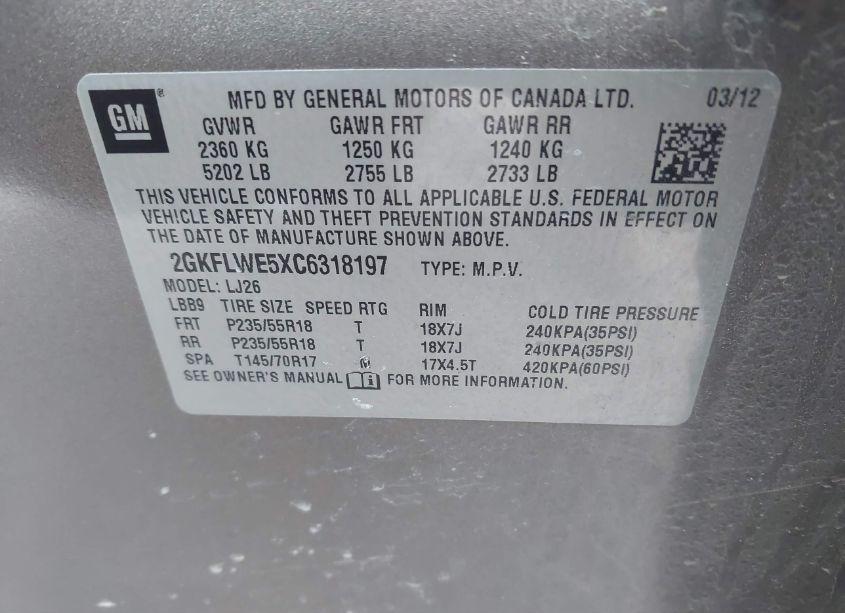 GM® MFD BY GENERAL MOTORS OF CANADA LTD. 03/12
GVWR GAWR FRT GAWR RR
2360 KG 1250 KG 1240 KG
5202 LB 2755 LB 2733 LB
THIS VEHICLE CONFORMS TO ALL APPLICABLE U.S. FEDERAL MOTOR
VEHICLE SAFETY AND THEFT PREVENTION STANDARDS IN EFFECT ON
THE DATE OF MANUFACTURE SHOWN ABOVE.
2GKFLWE5XC6318197 TYPE: M.P.V.
MODEL: LJ26
LBB9 TIRE SIZE SPEED RTG RIM COLD TIRE PRESSURE
FRT P235/55R18 T 18X7J 240KPA(35PSI)
RR P235/55R18 T 18X7J 240KPA(35PSI)
SPA T145/70R17 17X4.5T 420KPA(60PSI)
SEE OWNER'S MANUAL FOR MORE INFORMATION.